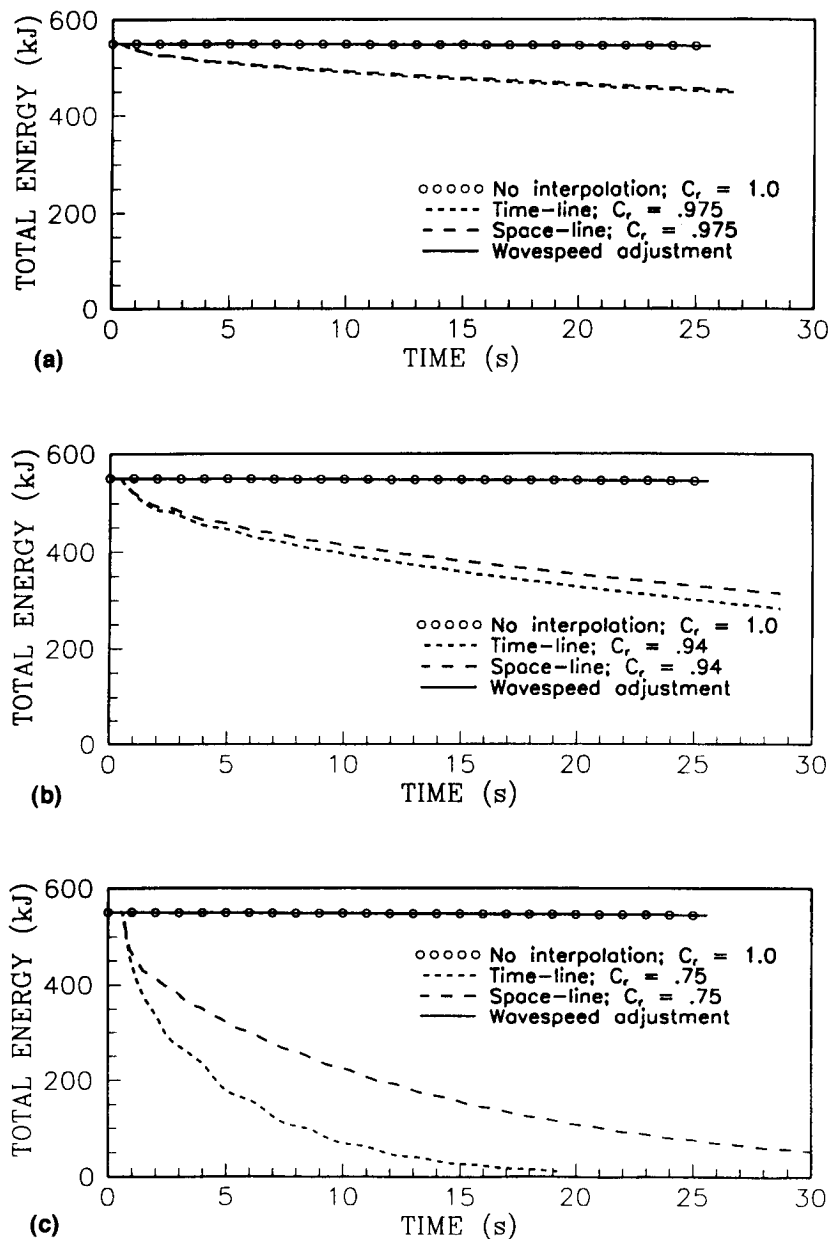 600
400
200
0
TOTAL ENERGY (kJ)
ooooo No interpolation; Cr = 1.0
Time-line; Cr = .975
Space-line; Cr = .975
Wavespeed adjustment
0 5 10 15 20 25 30
TIME (s)
(a)
600
400
200
0
TOTAL ENERGY (kJ)
ooooo No interpolation; Cr = 1.0
Time-line; Cr = .94
Space-line; Cr = .94
Wavespeed adjustment
0 5 10 15 20 25 30
TIME (s)
(b)
600
400
200
0
TOTAL ENERGY (kJ)
ooooo No interpolation; Cr = 1.0
Time-line; Cr = .75
Space-line; Cr = .75
Wavespeed adjustment
0 5 10 15 20 25 30
TIME (s)
(c)